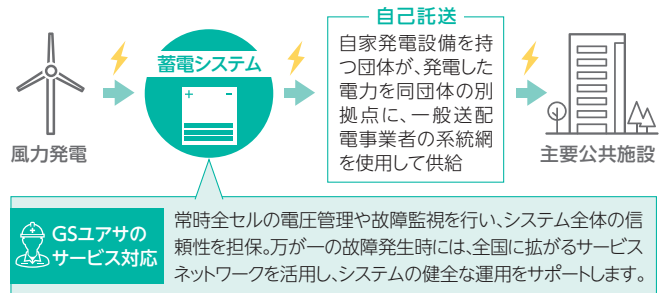 風力発電
蓄電システム
+ −
自己託送
自家発電設備を持
つ団体が、発電した
電力を同団体の別
拠点に、一般送配
電事業者の系統網
を使用して供給
主要公共施設
GSユアサの
サービス対応
常時全セルの電圧管理や故障監視を行い、システム全体の信
頼性を担保。万が一の故障発生時には、全国に拡がるサービス
ネットワークを活用し、システムの健全な運用をサポートします。